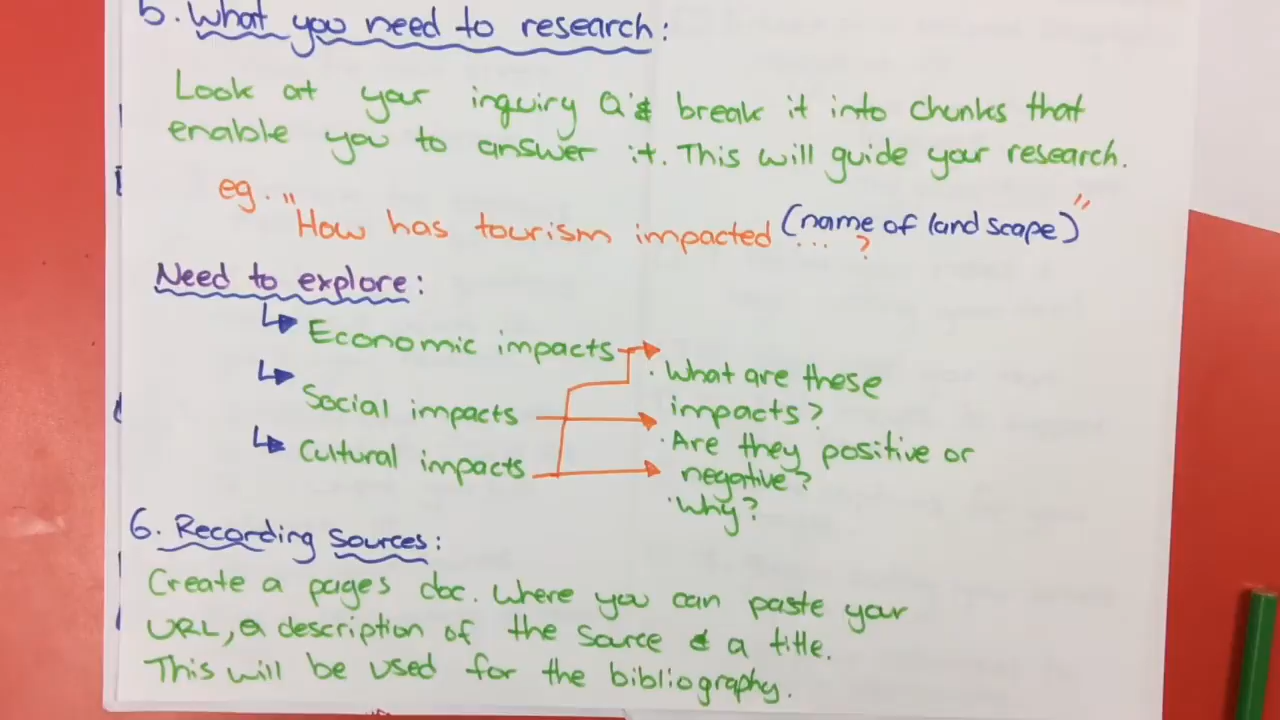 5. What you need to research:
Look at your inquiry Q's & break it into chunks that
enable you to answer it. This will guide your research.
eg. "How has tourism impacted (name of landscape)"
... ?
Need to explore:
↳ Economic impacts
↳ Social impacts
↳ Cultural impacts
· What are these
impacts?
· Are they positive or
negative?
· Why?
6. Recording Sources:
Create a pages doc. Where you can paste your
URL, a description of the source & a title.
This will be used for the bibliography.